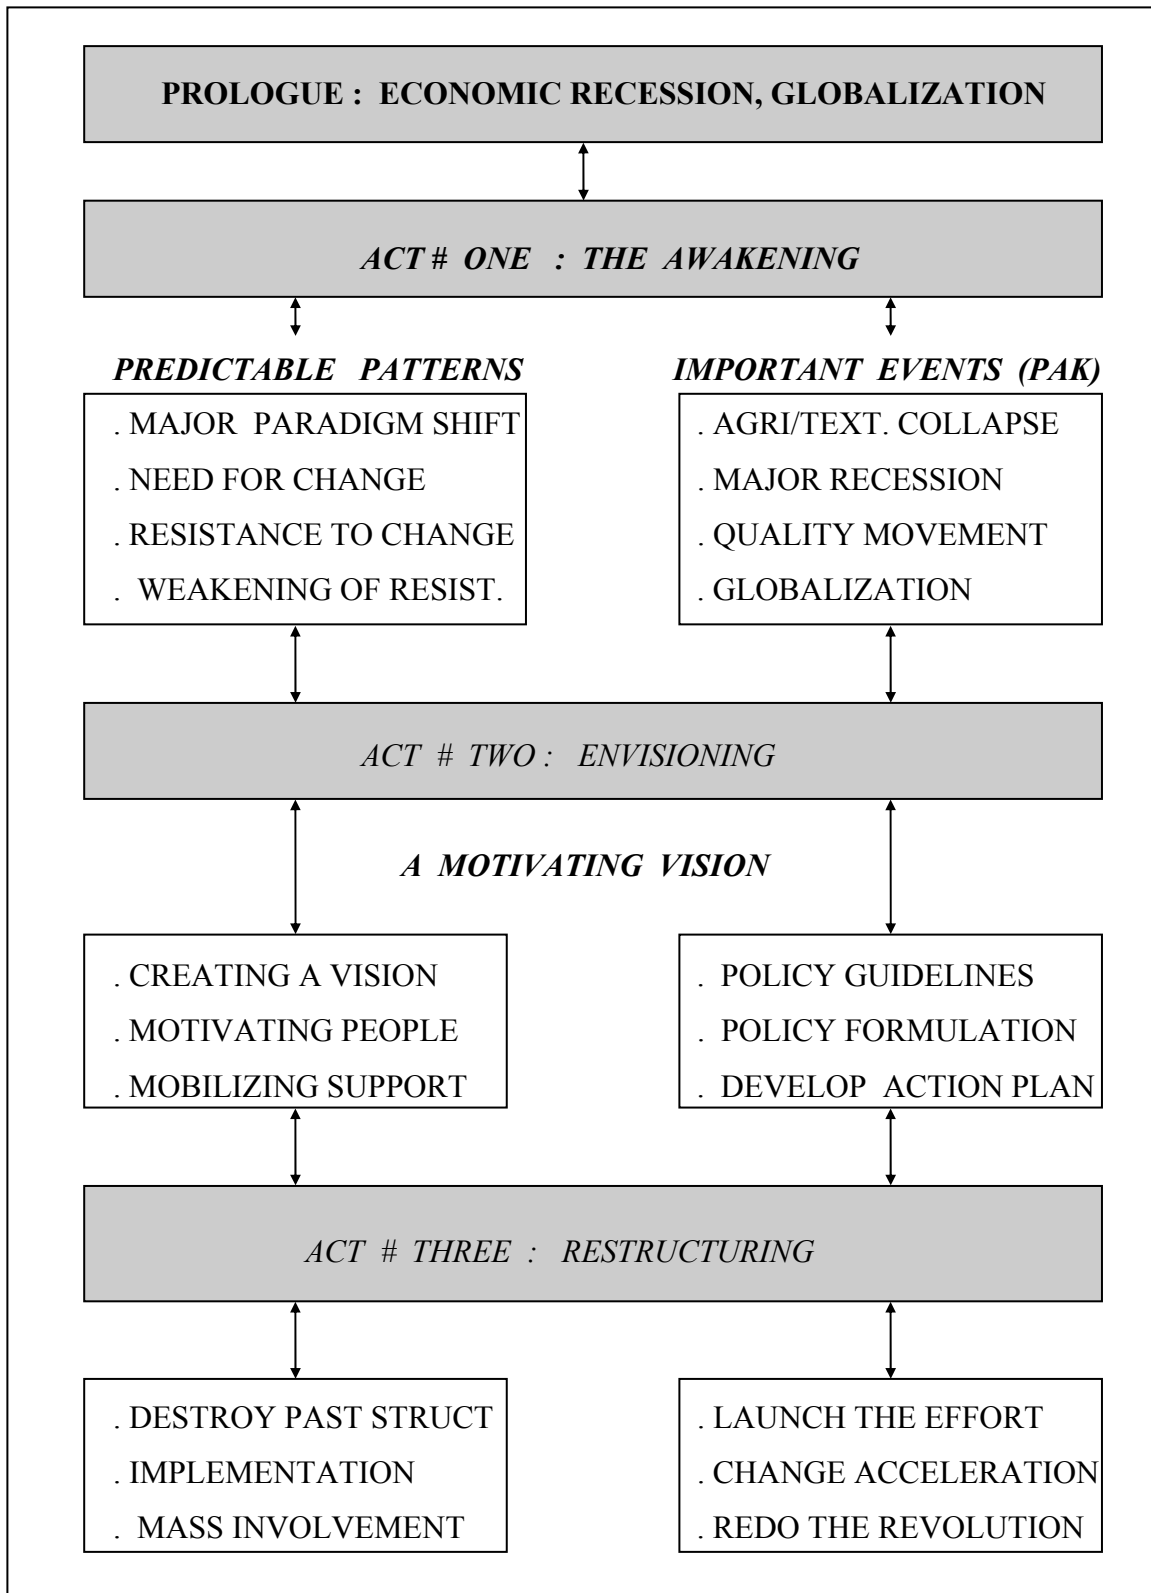 PROLOGUE : ECONOMIC RECESSION, GLOBALIZATION
ACT # ONE : THE AWAKENING
PREDICTABLE PATTERNS
. MAJOR PARADIGM SHIFT
. NEED FOR CHANGE
. RESISTANCE TO CHANGE
. WEAKENING OF RESIST.
IMPORTANT EVENTS (PAK)
. AGRI/TEXT. COLLAPSE
. MAJOR RECESSION
. QUALITY MOVEMENT
. GLOBALIZATION
ACT # TWO : ENVISIONING
A MOTIVATING VISION
. CREATING A VISION
. MOTIVATING PEOPLE
. MOBILIZING SUPPORT
. POLICY GUIDELINES
. POLICY FORMULATION
. DEVELOP ACTION PLAN
ACT # THREE : RESTRUCTURING
. DESTROY PAST STRUCT
. IMPLEMENTATION
. MASS INVOLVEMENT
. LAUNCH THE EFFORT
. CHANGE ACCELERATION
. REDO THE REVOLUTION